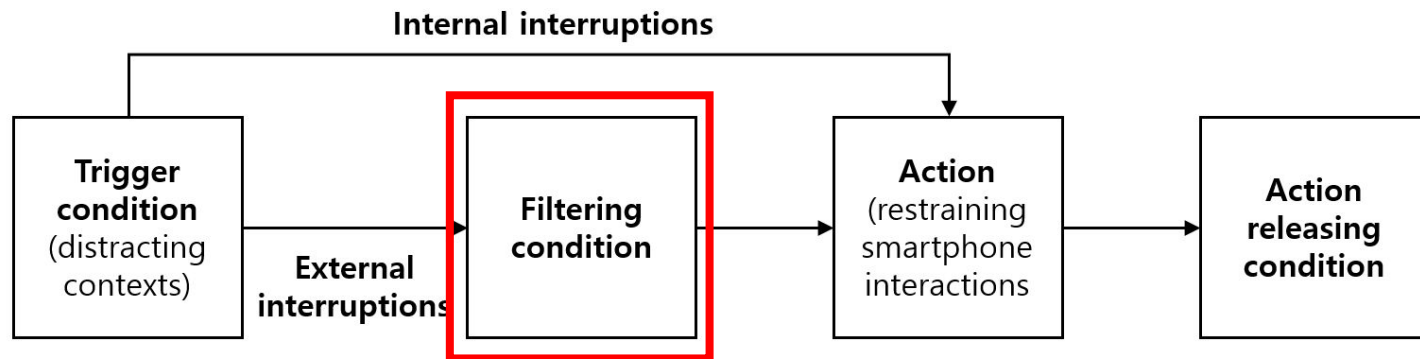 Internal interruptions
Trigger
condition
(distracting
contexts)
External
interruptions
Filtering
condition
Action
(restraining
smartphone
interactions
Action
releasing
condition